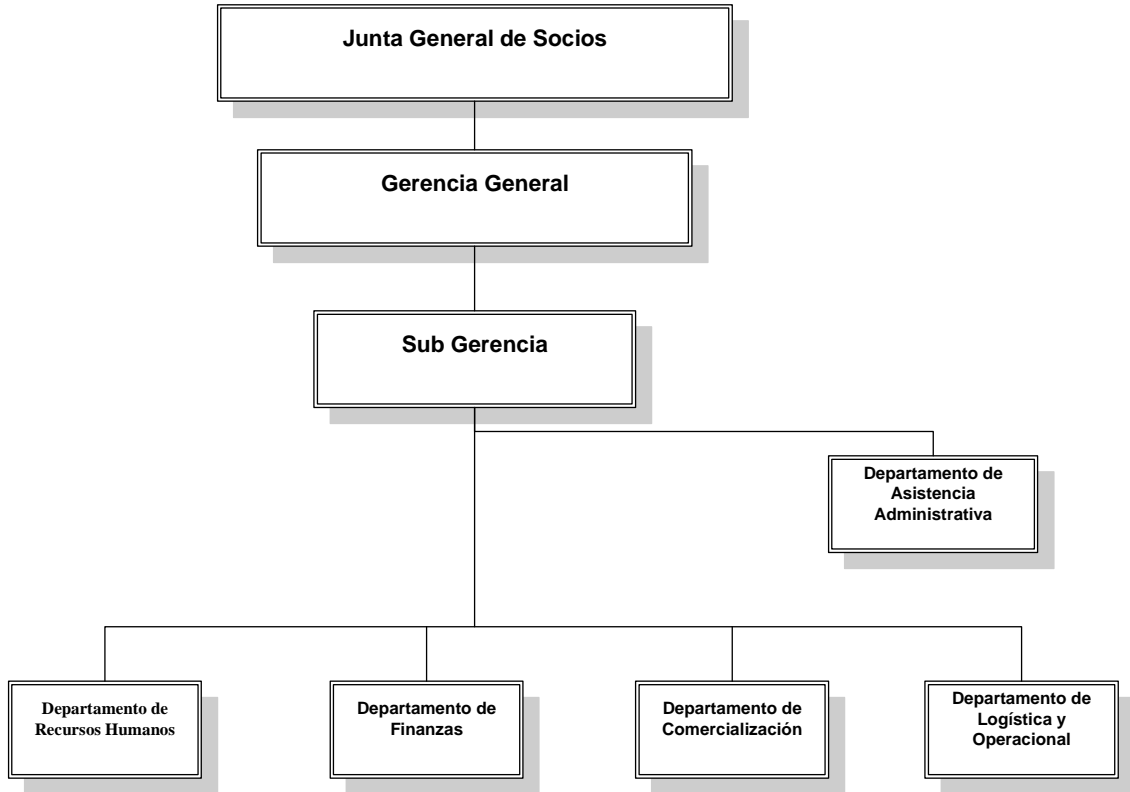 Junta General de Socios
Gerencia General
Sub Gerencia
Departamento de
Asistencia
Administrativa
Departamento de
Recursos Humanos
Departamento de
Finanzas
Departamento de
Comercialización
Departamento de
Logística y
Operacional